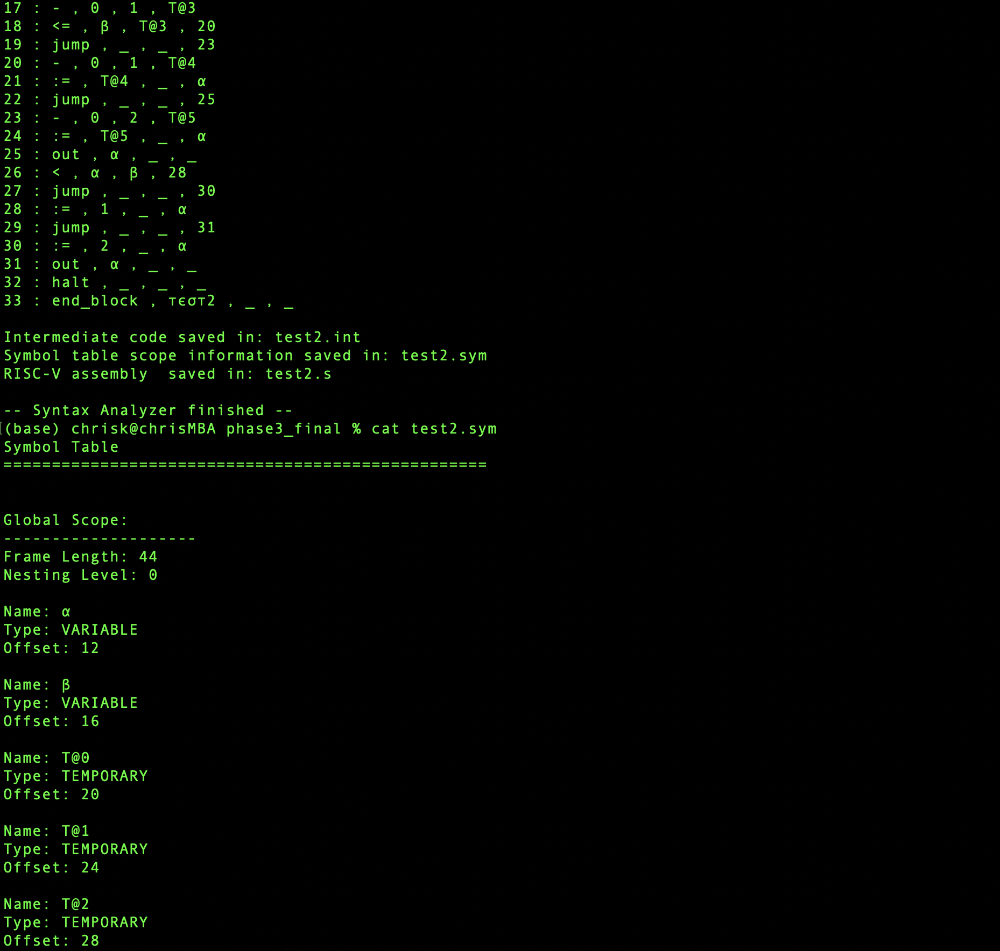 17 : - , 0 , 1 , T@3
18 : <= , β , T@3 , 20
19 : jump , _ , _ , 23
20 : - , 0 , 1 , T@4
21 : := , T@4 , _ , α
22 : jump , _ , _ , 25
23 : - , 0 , 2 , T@5
24 : := , T@5 , _ , α
25 : out , α , _ , _
26 : < , α , β , 28
27 : jump , _ , _ , 30
28 : := , 1 , _ , α
29 : jump , _ , _ , 31
30 : := , 2 , _ , α
31 : out , α , _ , _
32 : halt , _ , _ , _
33 : end_block , τεστ2 , _ , _
Intermediate code saved in: test2.int
Symbol table scope information saved in: test2.sym
RISC-V assembly  saved in: test2.s
-- Syntax Analyzer finished --
[(base) chrisk@chrisMBA phase3_final % cat test2.sym
Symbol Table
==================================================
Global Scope:
--------------------
Frame Length: 44
Nesting Level: 0
Name: α
Type: VARIABLE
Offset: 12
Name: β
Type: VARIABLE
Offset: 16
Name: T@0
Type: TEMPORARY
Offset: 20
Name: T@1
Type: TEMPORARY
Offset: 24
Name: T@2
Type: TEMPORARY
Offset: 28